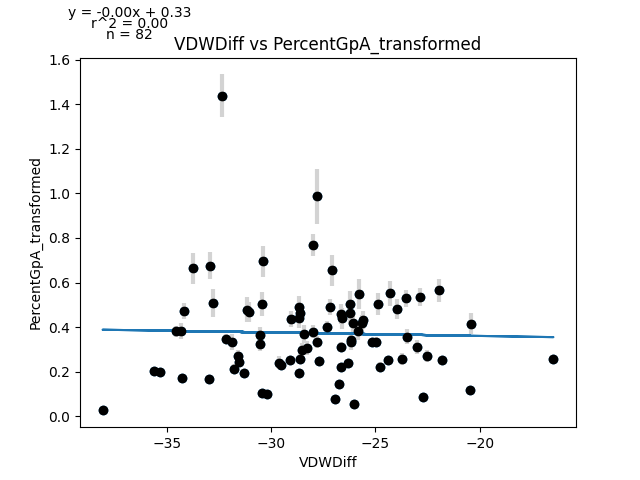 y = -0.00x + 0.33
r^2 = 0.00
n = 82
VDWDiff vs PercentGpA_transformed
PercentGpA_transformed
1.6
1.4
1.2
1.0
0.8
0.6
0.4
0.2
0.0
−35
−30
−25
−20
VDWDiff